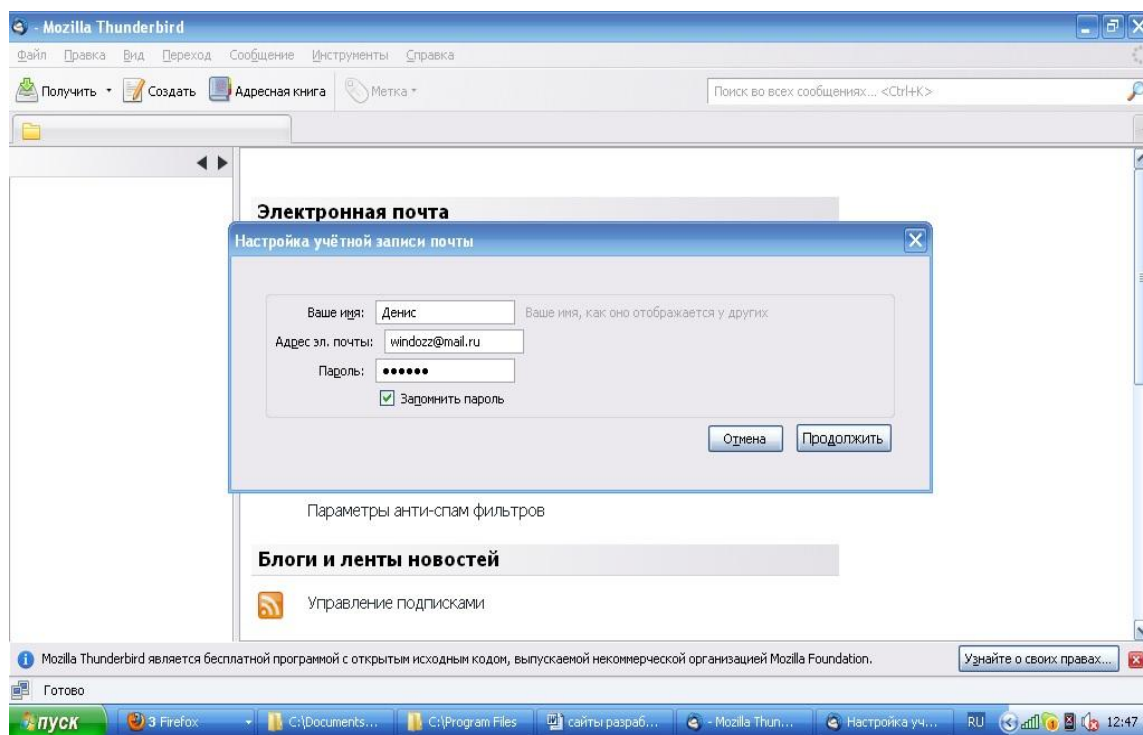 - Mozilla Thunderbird
Файл Правка Вид Переход Сообщение Инструменты Справка
Получить Создать Адресная книга Метка Поиск во всех сообщениях... <Ctrl+K>
Электронная почта
Настройка учётной записи почты
Ваше имя: Денис Ваше имя, как оно отображается у других
Адрес эл. почты: windozz@mail.ru
Пароль: ••••••
Запомнить пароль
Отмена Продолжить
Параметры анти-спам фильтров
Блоги и ленты новостей
Управление подписками
Mozilla Thunderbird является бесплатной программой с открытым исходным кодом, выпускаемой некоммерческой организацией Mozilla Foundation. Узнайте о своих правах...
Готово
пуск 3 Firefox C:\Documents... C:\Program Files сайты разраб... - Mozilla Thun... Настройка уч... RU 12:47